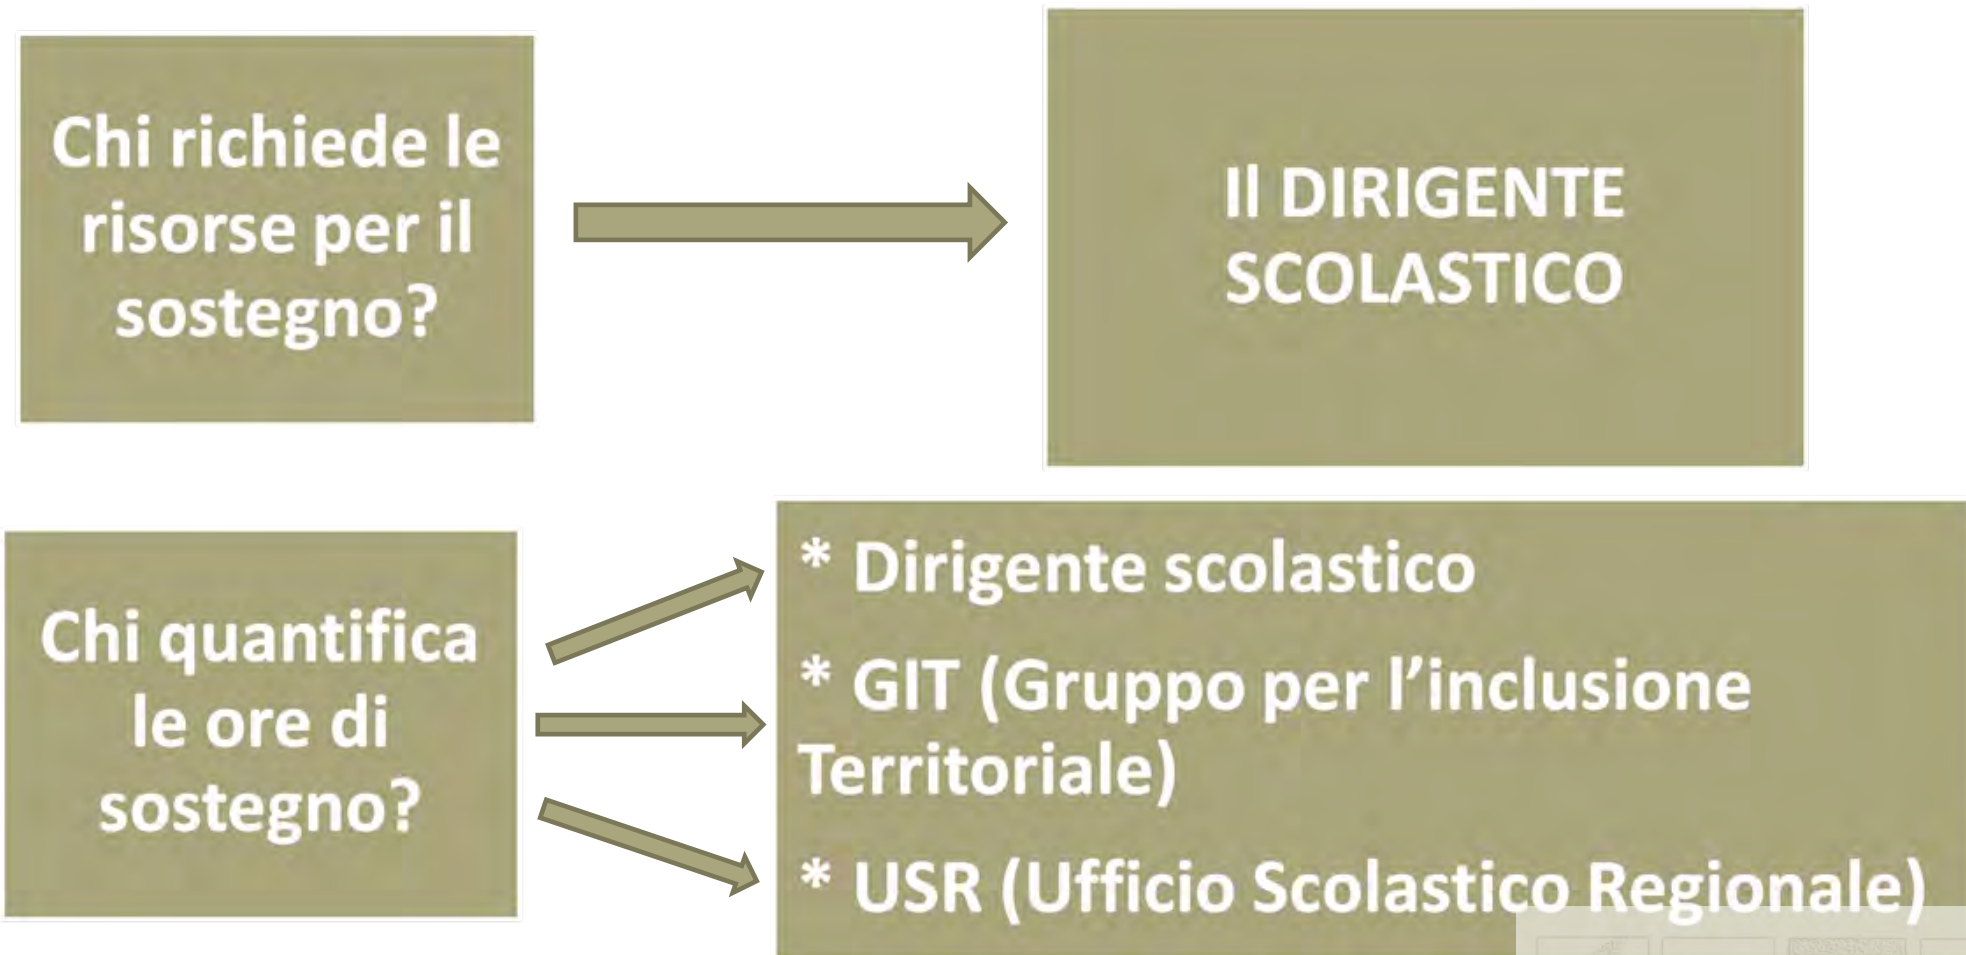 Chi richiede le
risorse per il
sostegno?
Il DIRIGENTE
SCOLASTICO
Chi quantifica
le ore di
sostegno?
* Dirigente scolastico
* GIT (Gruppo per l’inclusione
Territoriale)
* USR (Ufficio Scolastico Regionale)